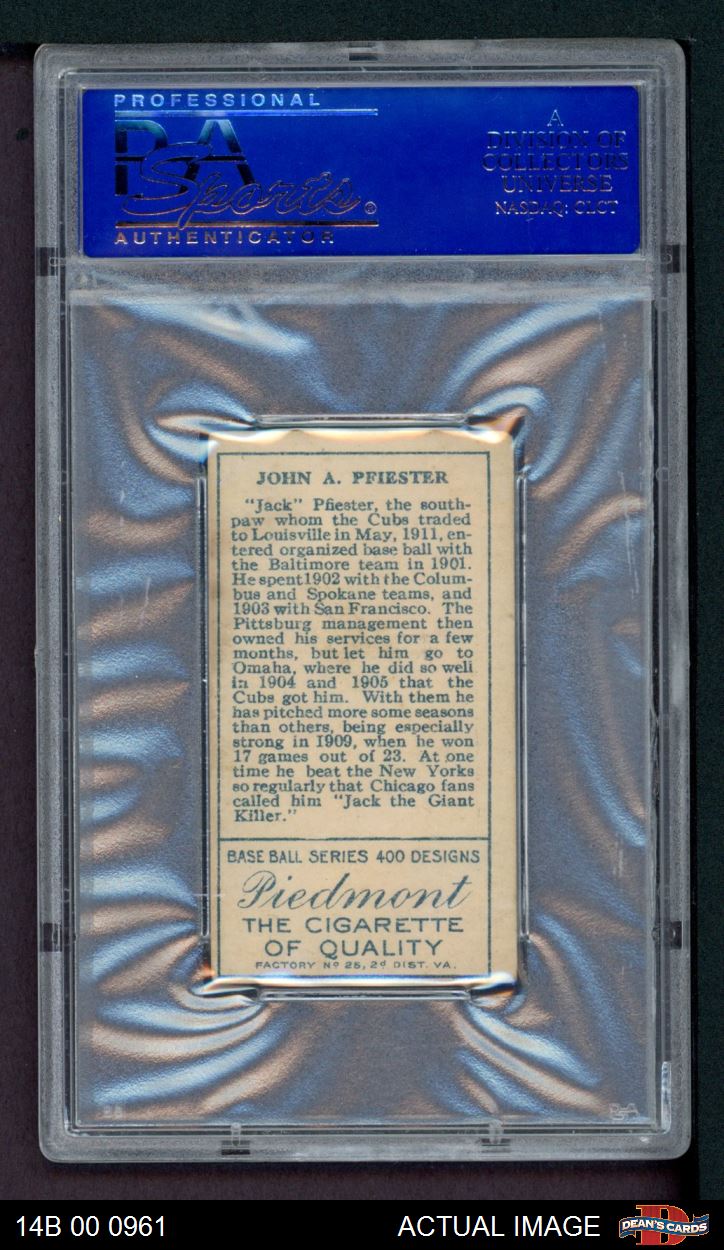 PROFESSIONAL
PSA
Sports®
AUTHENTICATOR
A
DIVISION OF
COLLECTORS
UNIVERSE
NASDAQ: CLCT
JOHN A. PFIESTER
"Jack" Pfiester, the south-
paw whom the Cubs traded
to Louisville in May, 1911, en-
tered organized base ball with
the Baltimore team in 1901.
He spent 1902 with the Colum-
bus and Spokane teams, and
1903 with San Francisco. The
Pittsburg management then
owned his services for a few
months, but let him go to
Omaha, where he did so well
in 1904 and 1905 that the
Cubs got him. With them he
has pitched more some seasons
than others, being especially
strong in 1909, when he won
17 games out of 23. At one
time he beat the New Yorks
so regularly that Chicago fans
called him "Jack the Giant
Killer."
BASE BALL SERIES 400 DESIGNS
Piedmont
THE CIGARETTE
OF QUALITY
FACTORY Nº 25, 2d DIST. VA.
PSA
14B 00 0961
ACTUAL IMAGE
D
DEAN'S CARDS